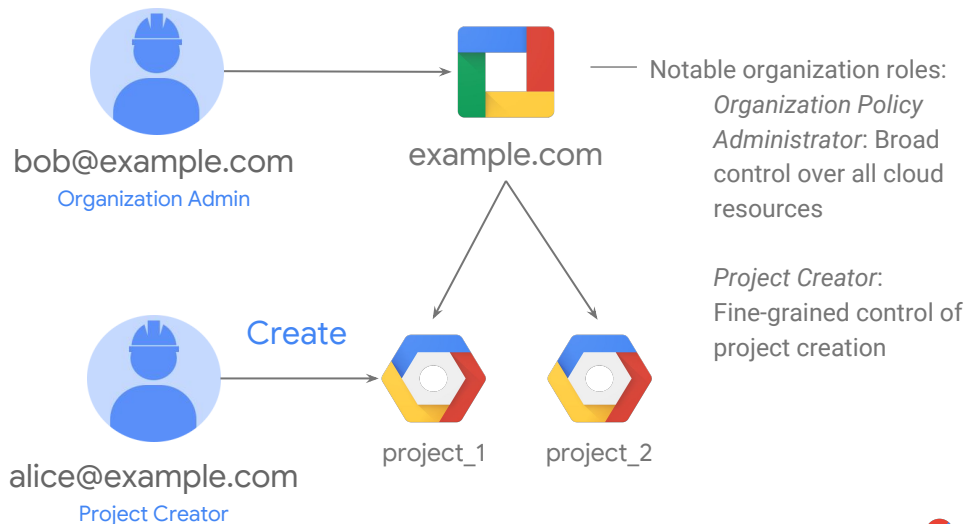 bob@example.com
Organization Admin
example.com
Notable organization roles:
Organization Policy
Administrator: Broad
control over all cloud
resources
Project Creator:
Fine-grained control of
project creation
Create
alice@example.com
Project Creator
project_1
project_2